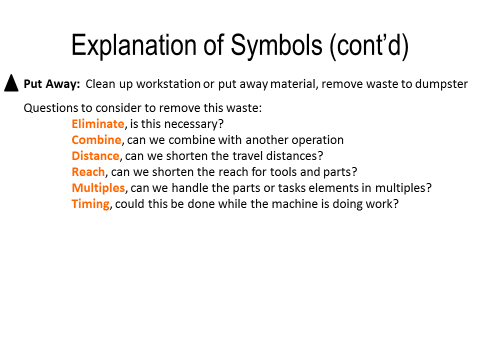 Explanation of Symbols (cont’d)
Put Away: Clean up workstation or put away material, remove waste to dumpster
Questions to consider to remove this waste:
Eliminate, is this necessary?
Combine, can we combine with another operation
Distance, can we shorten the travel distances?
Reach, can we shorten the reach for tools and parts?
Multiples, can we handle the parts or tasks elements in multiples?
Timing, could this be done while the machine is doing work?